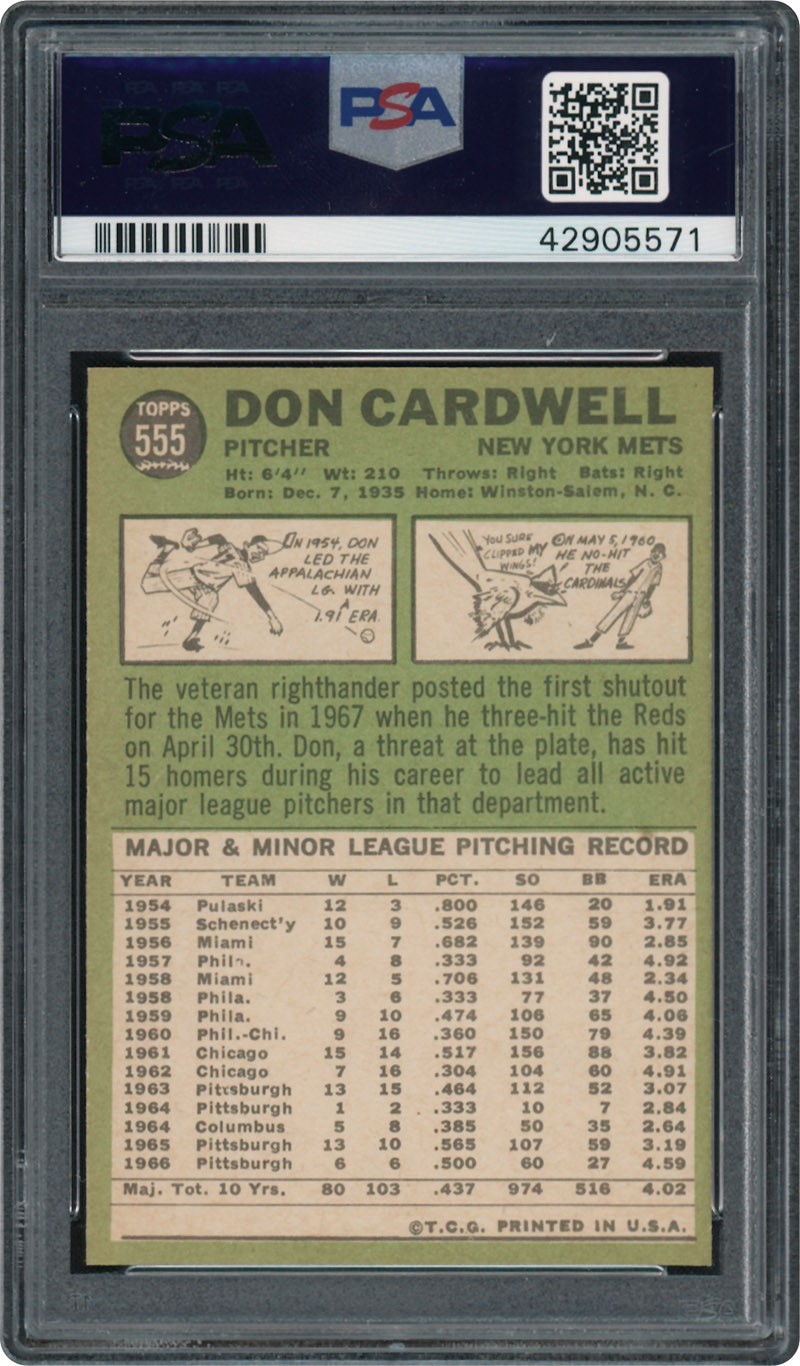 PSA PSA PSA
PSA
PSA PSA PSA
PSA
42905571
TOPPS
555
DON CARDWELL
PITCHER NEW YORK METS
Ht: 6'4" Wt: 210 Throws: Right Bats: Right
Born: Dec. 7, 1935 Home: Winston-Salem, N. C.
ON 1954, DON
LED THE
APPALACHIAN
LG. WITH
A
1.91 ERA.
YOU SURE
CLIPPED MY
WINGS!
ON MAY 5, 1960
HE NO-HIT
THE
CARDINALS
The veteran righthander posted the first shutout
for the Mets in 1967 when he three-hit the Reds
on April 30th. Don, a threat at the plate, has hit
15 homers during his career to lead all active
major league pitchers in that department.
MAJOR & MINOR LEAGUE PITCHING RECORD
YEAR TEAM W L PCT. SO BB ERA
1954 Pulaski 12 3 .800 146 20 1.91
1955 Schenect'y 10 9 .526 152 59 3.77
1956 Miami 15 7 .682 139 90 2.85
1957 Phila. 4 8 .333 92 42 4.92
1958 Miami 12 5 .706 131 48 2.34
1958 Phila. 3 6 .333 77 37 4.50
1959 Phila. 9 10 .474 106 65 4.06
1960 Phil.-Chi. 9 16 .360 150 79 4.39
1961 Chicago 15 14 .517 156 88 3.82
1962 Chicago 7 16 .304 104 60 4.91
1963 Pittsburgh 13 15 .464 112 52 3.07
1964 Pittsburgh 1 2 .333 10 7 2.84
1964 Columbus 5 8 .385 50 35 2.64
1965 Pittsburgh 13 10 .565 107 59 3.19
1966 Pittsburgh 6 6 .500 60 27 4.59
Maj. Tot. 10 Yrs. 80 103 .437 974 516 4.02
©T.C.G. PRINTED IN U.S.A.
PSA